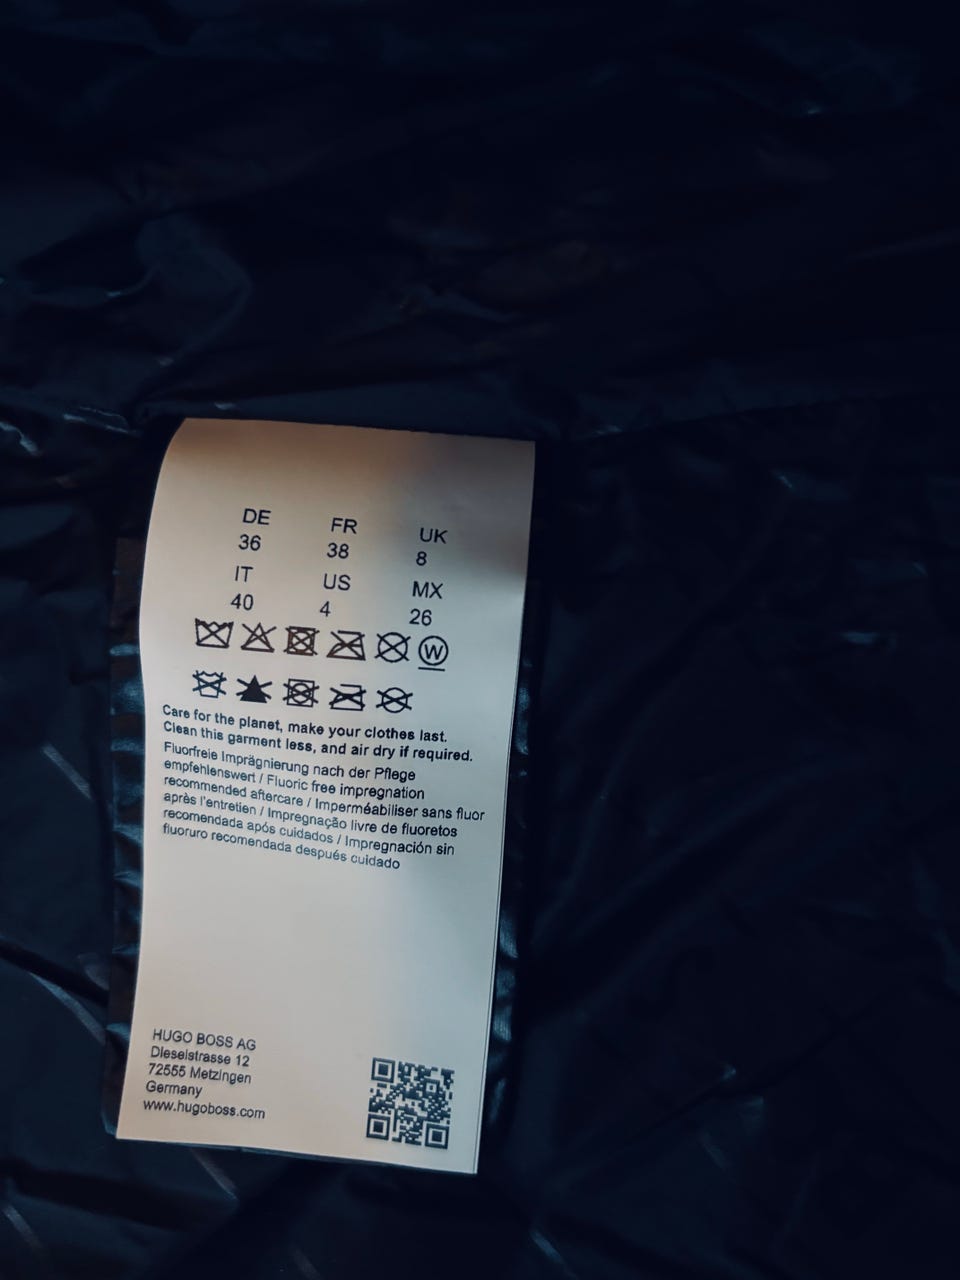 DE FR UK
36 38 8
IT US MX
40 4 26
W
Care for the planet, make your clothes last.
Clean this garment less, and air dry if required.
Fluorfreie Imprägnierung nach der Pflege
empfehlenswert / Fluoric free impregnation
recommended aftercare / Imperméabiliser sans fluor
après l'entretien / Impregnação livre de fluoretos
recomendada após cuidados / Impregnación sin
fluoruro recomendada después cuidado
HUGO BOSS AG
Dieselstrasse 12
72555 Metzingen
Germany
www.hugoboss.com